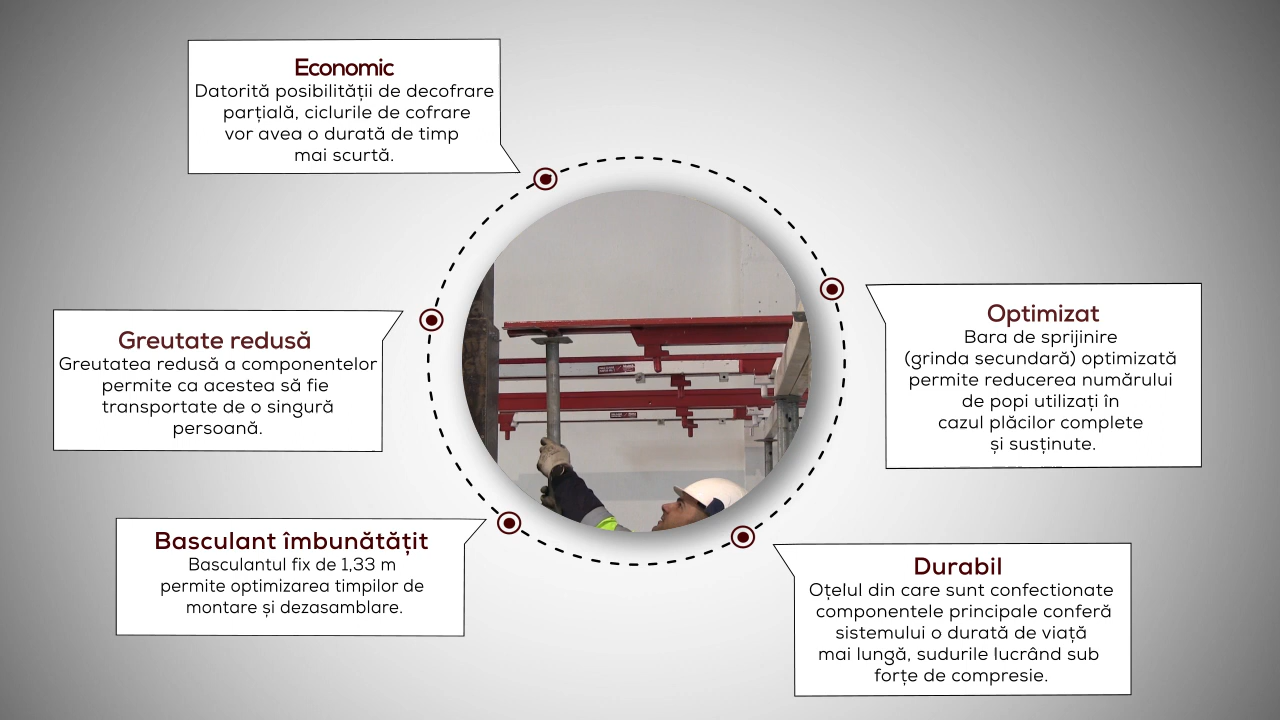 Economic
Datorită posibilității de decofrare
parțială, ciclurile de cofrare
vor avea o durată de timp
mai scurtă.
Greutate redusă
Greutatea redusă a componentelor
permite ca acestea să fie
transportate de o singură
persoană.
Optimizat
Bara de sprijinire
(grinda secundară) optimizată
permite reducerea numărului
de popi utilizați în
cazul plăcilor complete
și susținute.
Basculant îmbunătățit
Basculantul fix de 1,33 m
permite optimizarea timpilor de
montare și dezasamblare.
Durabil
Oțelul din care sunt confectionate
componentele principale conferă
sistemului o durată de viață
mai lungă, sudurile lucrând sub
forțe de compresie.